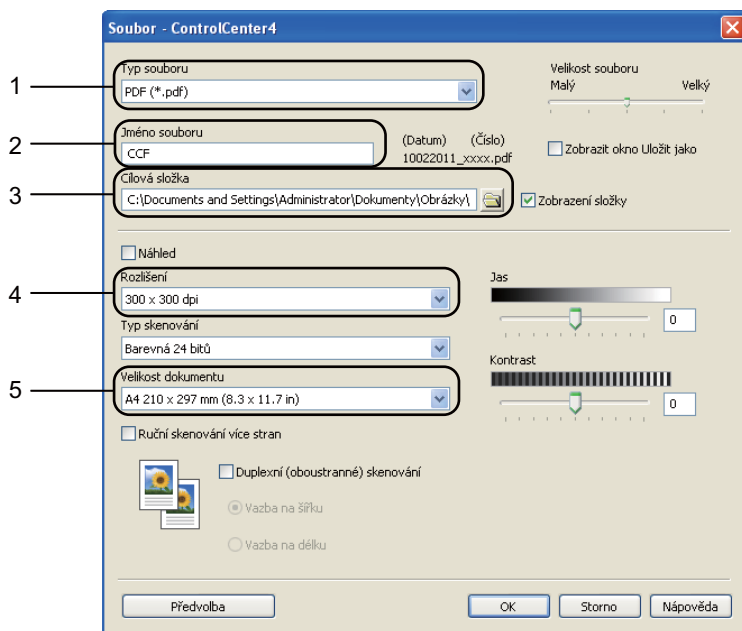 Soubor - ControlCenter4
1
Typ souboru
PDF (*.pdf)
Velikost souboru
Malý Velký
2
Jméno souboru
CCF
(Datum) (Číslo)
10022011_xxxx.pdf
Zobrazit okno Uložit jako
3
Cílová složka
C:\Documents and Settings\Administrator\Dokumenty\Obrázky\
Zobrazení složky
Náhled
4
Rozlišení
300 x 300 dpi
Jas
0
Typ skenování
Barevná 24 bitů
Kontrast
0
5
Velikost dokumentu
A4 210 x 297 mm (8.3 x 11.7 in)
Ruční skenování více stran
Duplexní (oboustranné) skenování
Vazba na šířku
Vazba na délku
Předvolba OK Storno Nápověda